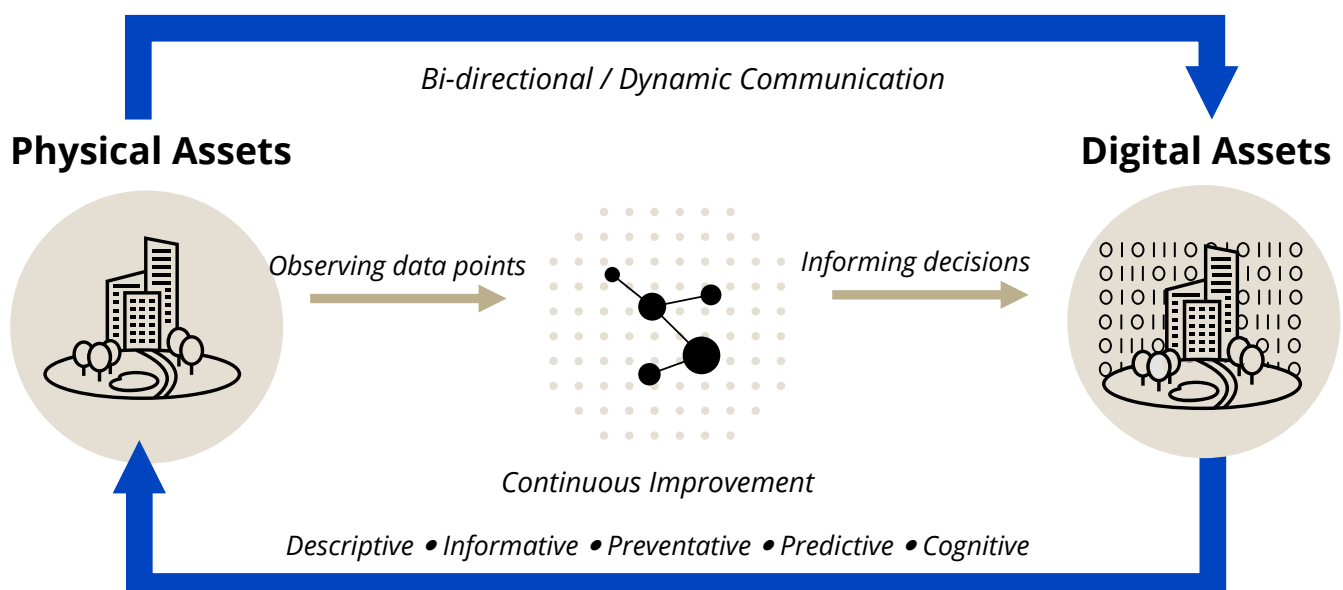 Bi-directional / Dynamic Communication
Physical Assets
Digital Assets
Observing data points
Informing decisions
Continuous Improvement
Descriptive • Informative • Preventative • Predictive • Cognitive